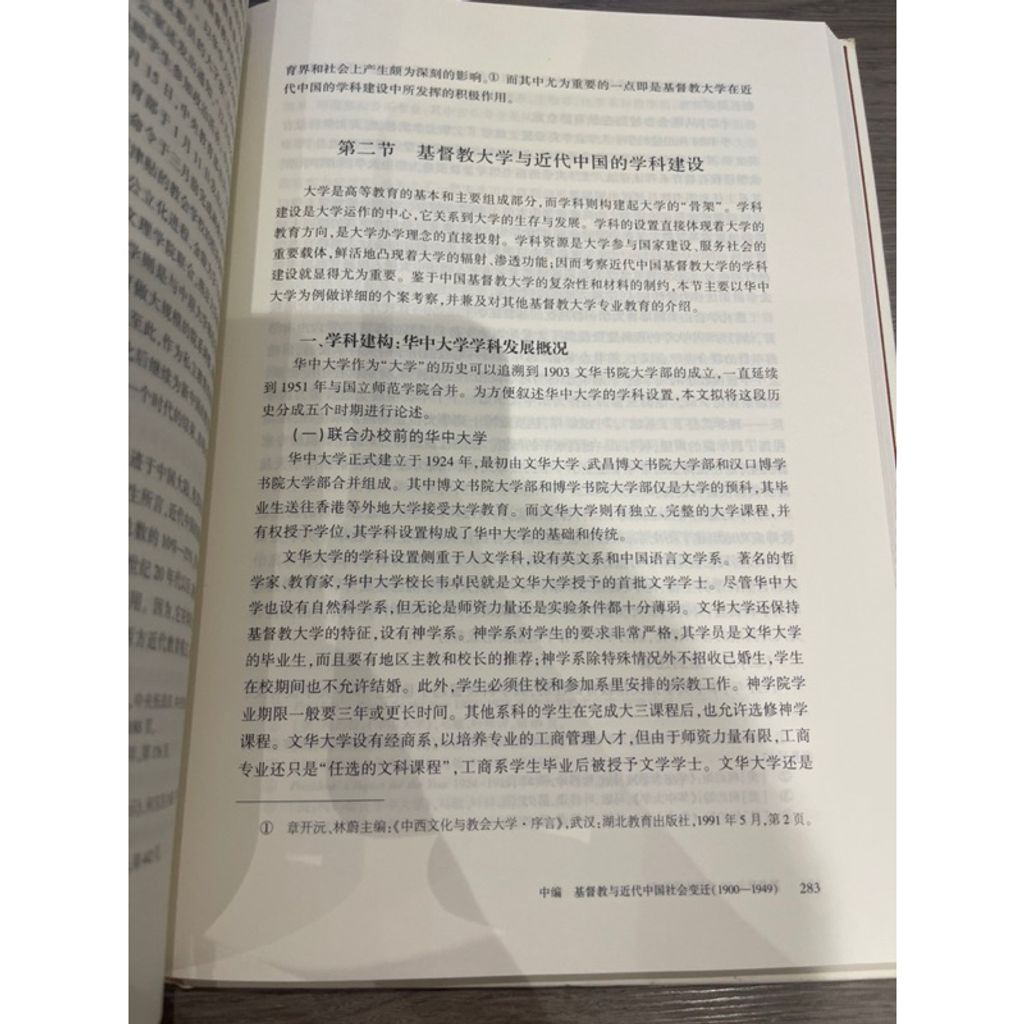 育界和社会上产生颇为深刻的影响。① 而其中尤为重要的一点即是基督教大学在近
代中国的学科建设中所发挥的积极作用。
第二节 基督教大学与近代中国的学科建设
大学是高等教育的基本和主要组成部分,而学科则构建起大学的“骨架”。学科
建设是大学运作的中心,它关系到大学的生存与发展。学科的设置直接体现着大学的
教育方向,是大学办学理念的直接投射。学科资源是大学参与国家建设、服务社会的
重要载体,鲜活地凸现着大学的辐射、渗透功能;因而考察近代中国基督教大学的学科
建设就显得尤为重要。鉴于中国基督教大学的复杂性和材料的制约,本节主要以华中
大学为例做详细的个案考察,并兼及对其他基督教大学专业教育的介绍。
一、学科建构:华中大学学科发展概况
华中大学作为“大学”的历史可以追溯到 1903 文华书院大学部的成立,一直延续
到 1951 年与国立师范学院合并。为方便叙述华中大学的学科设置,本文拟将这段历
史分成五个时期进行论述。
(一)联合办校前的华中大学
华中大学正式建立于 1924 年,最初由文华大学、武昌博文书院大学部和汉口博学
书院大学部合并组成。其中博文书院大学部和博学书院大学部仅是大学的预科,其毕
业生送往香港等外地大学接受大学教育。而文华大学则有独立、完整的大学课程,并
有权授予学位,其学科设置构成了华中大学的基础和传统。
文华大学的学科设置侧重于人文学科,设有英文系和中国语言文学系。著名的哲
学家、教育家,华中大学校长韦卓民就是文华大学授予的首批文学学士。尽管华中大
学也设有自然科学系,但无论是师资力量还是实验条件都十分薄弱。文华大学还保持
基督教大学的特征,设有神学系。神学系对学生的要求非常严格,其学员是文华大学
的毕业生,而且要有地区主教和校长的推荐;神学系除特殊情况外不招收已婚生,学生
在校期间也不允许结婚。此外,学生必须住校和参加系里安排的宗教工作。神学院学
业期限一般要三年或更长时间。其他系科的学生在完成大三课程后,也允许选修神学
课程。文华大学设有经商系,以培养专业的工商管理人才,但由于师资力量有限,工商
专业还只是“任选的文科课程”,工商系学生毕业后被授予文学学士。文华大学还是
① 章开沅、林蔚主编:《中西文化与教会大学·序言》,武汉:湖北教育出版社,1991 年 5 月,第 2 页。
中编 基督教与近代中国社会变迁(1900—1949) 283